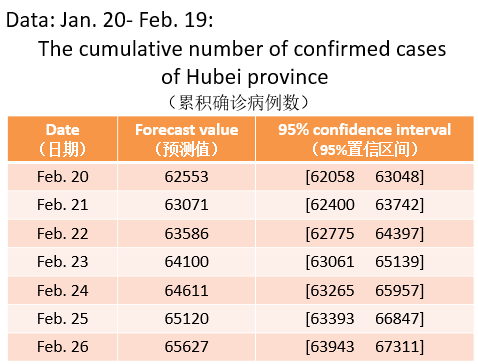 Data: Jan. 20- Feb. 19:
The cumulative number of confirmed cases
of Hubei province
（累积确诊病例数）
Date Forecast value 95% confidence interval
（日期） （预测值） （95%置信区间）
Feb. 20 62553 [62058 63048]
Feb. 21 63071 [62400 63742]
Feb. 22 63586 [62775 64397]
Feb. 23 64100 [63061 65139]
Feb. 24 64611 [63265 65957]
Feb. 25 65120 [63393 66847]
Feb. 26 65627 [63943 67311]